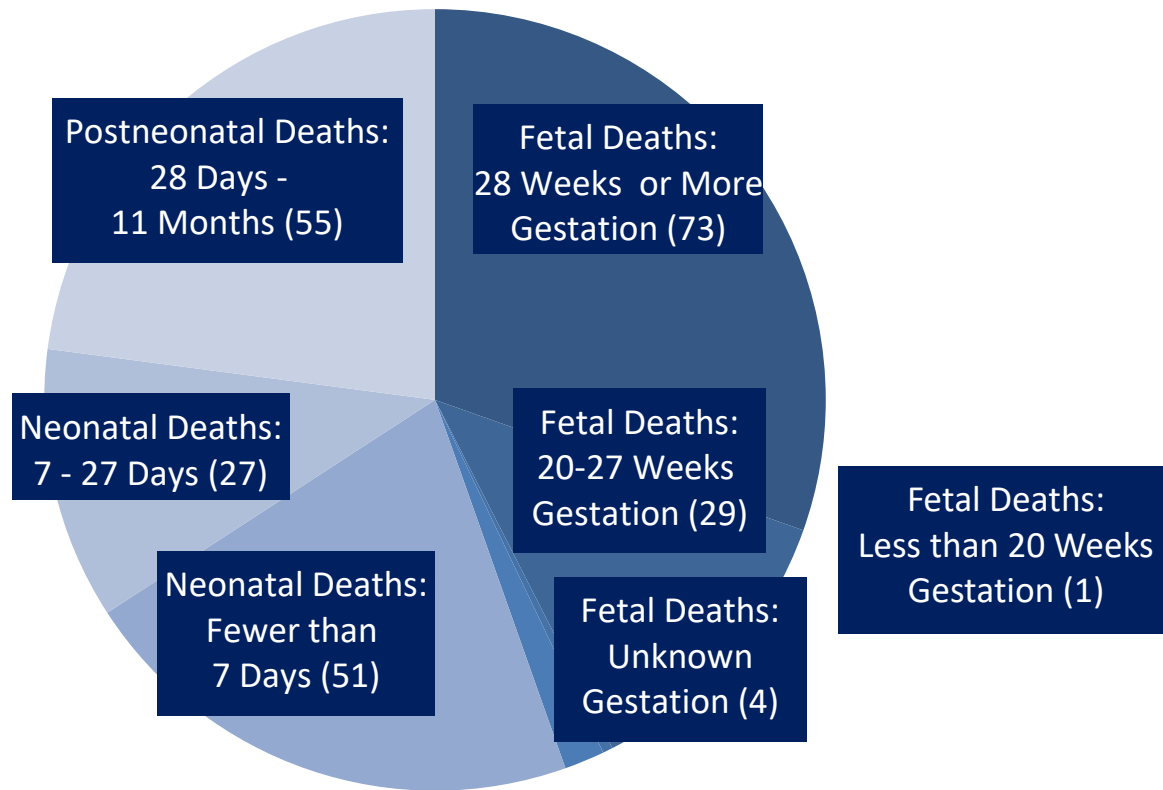 Postneonatal Deaths:
28 Days -
11 Months (55)
Fetal Deaths:
28 Weeks  or More
Gestation (73)
Neonatal Deaths:
7 - 27 Days (27)
Fetal Deaths:
20-27 Weeks
Gestation (29)
Fetal Deaths:
Less than 20 Weeks
Gestation (1)
Neonatal Deaths:
Fewer than
7 Days (51)
Fetal Deaths:
Unknown
Gestation (4)